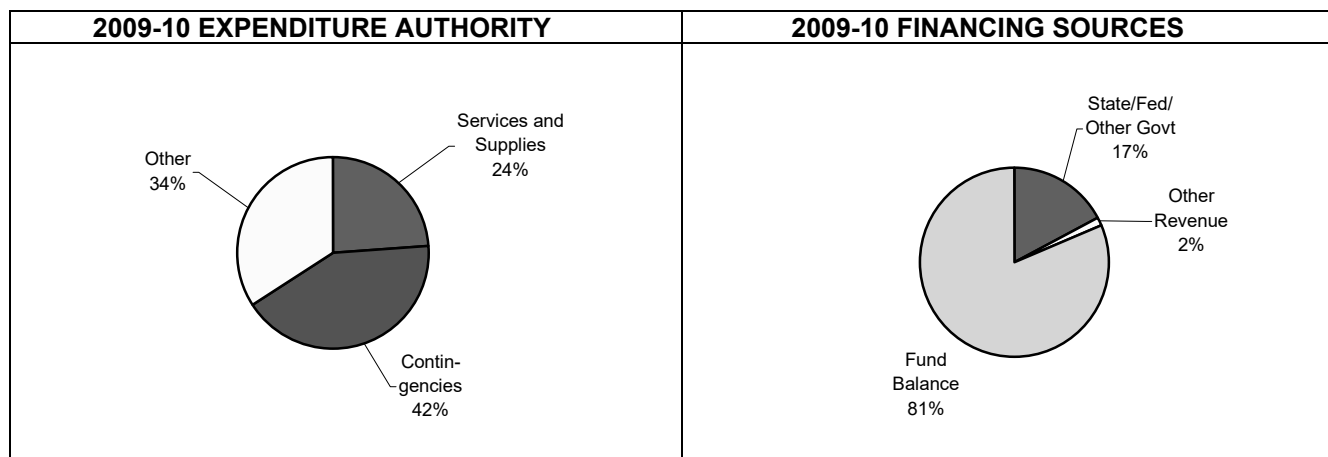 2009-10 EXPENDITURE AUTHORITY
2009-10 FINANCING SOURCES
Services and
Supplies
24%
Other
34%
Contin-
gencies
42%
State/Fed/
Other Govt
17%
Other
Revenue
2%
Fund
Balance
81%